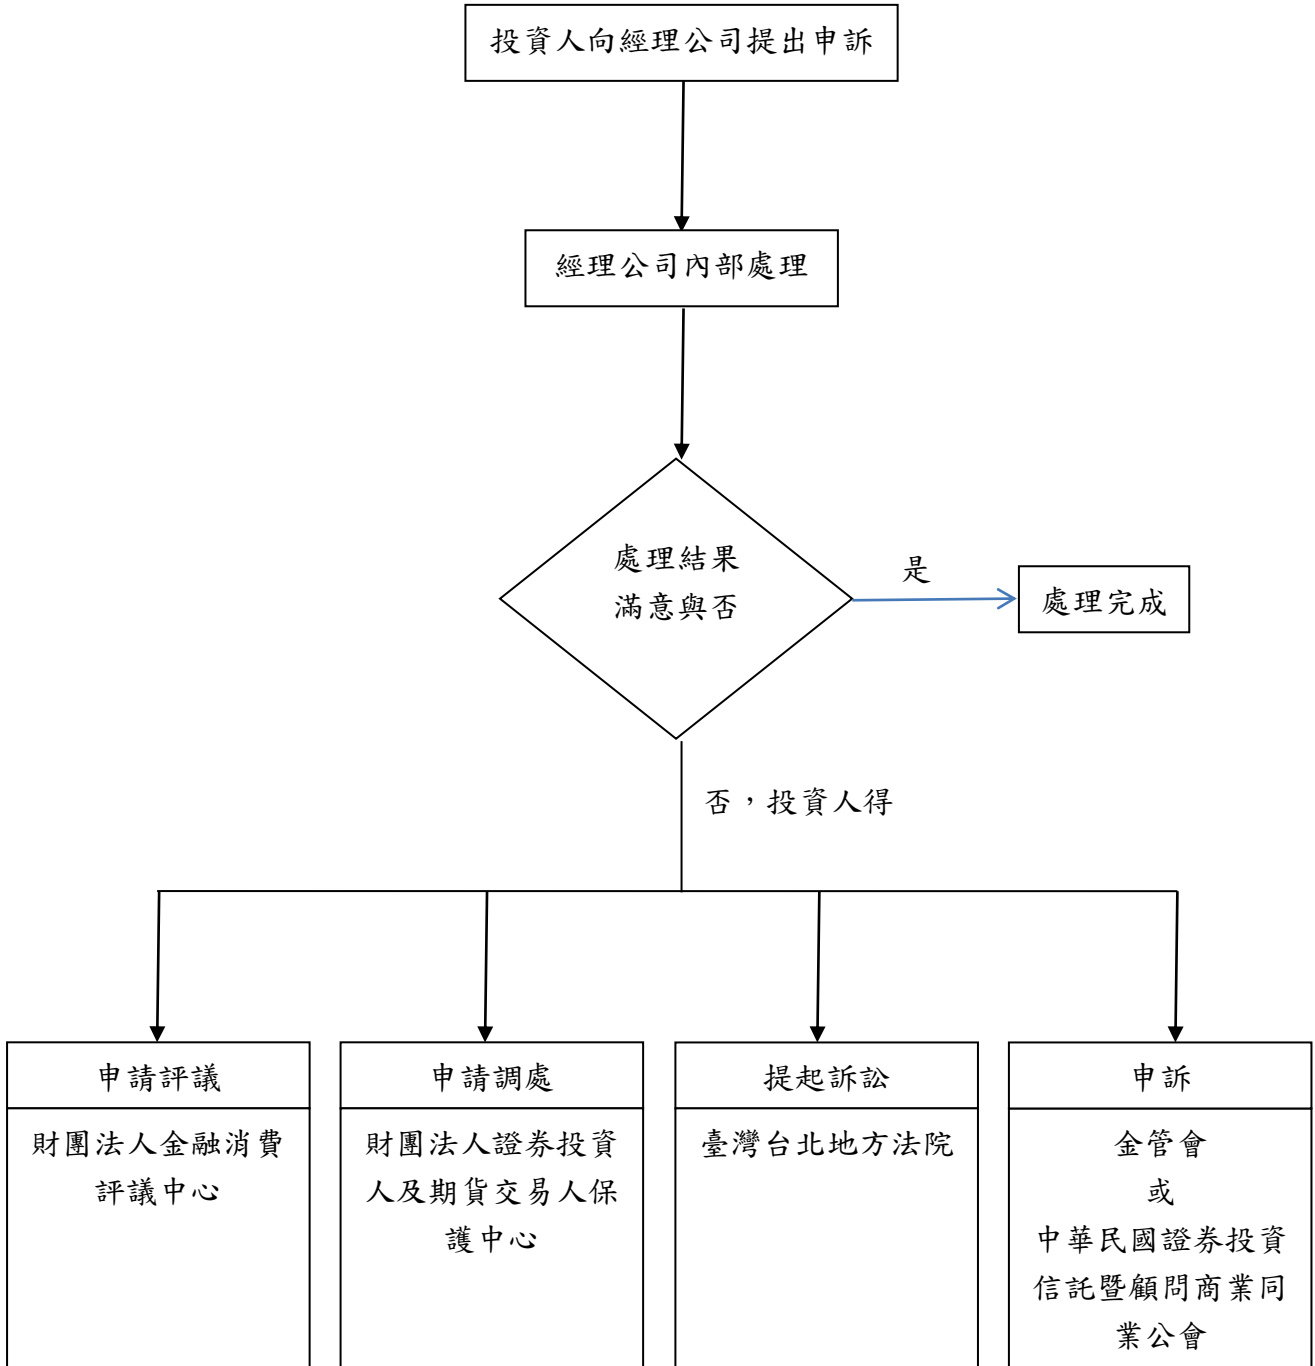 投資人向經理公司提出申訴
經理公司內部處理
處理結果
滿意與否
是
處理完成
否，投資人得
申請評議
財團法人金融消費
評議中心
申請調處
財團法人證券投資
人及期貨交易人保
護中心
提起訴訟
臺灣台北地方法院
申訴
金管會
或
中華民國證券投資
信託暨顧問商業同
業公會